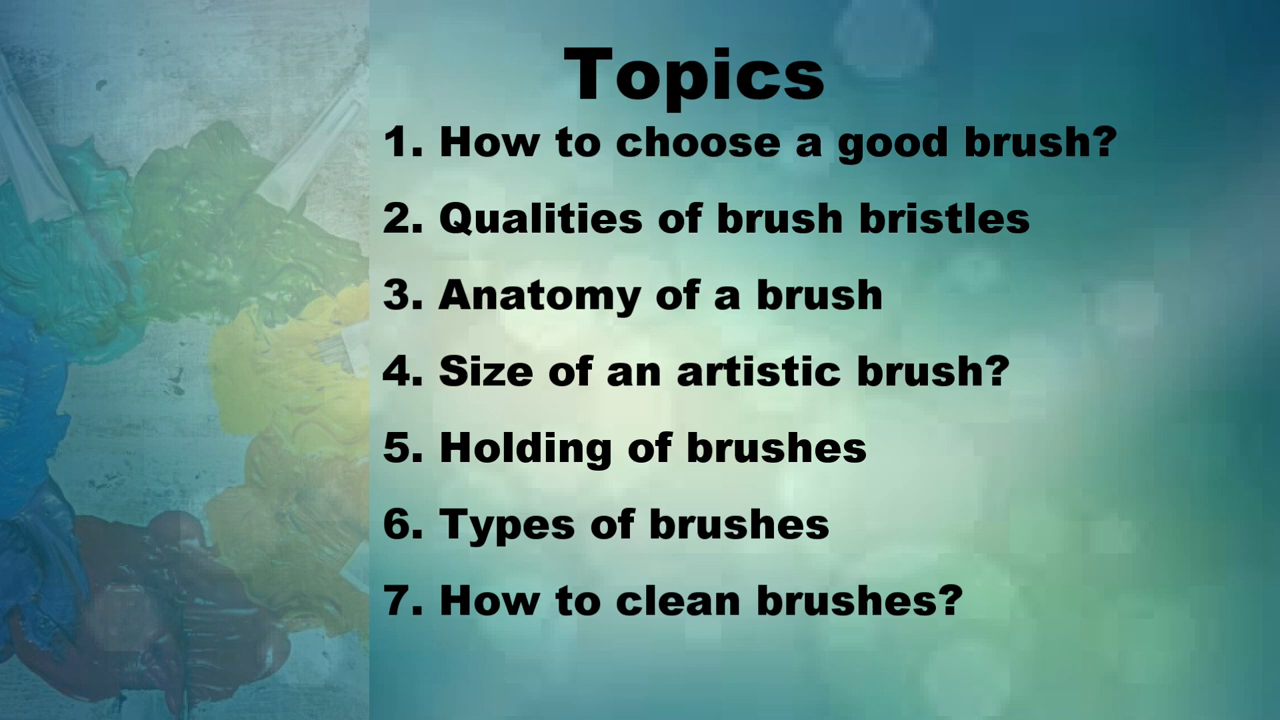 Topics
1. How to choose a good brush?
2. Qualities of brush bristles
3. Anatomy of a brush
4. Size of an artistic brush?
5. Holding of brushes
6. Types of brushes
7. How to clean brushes?